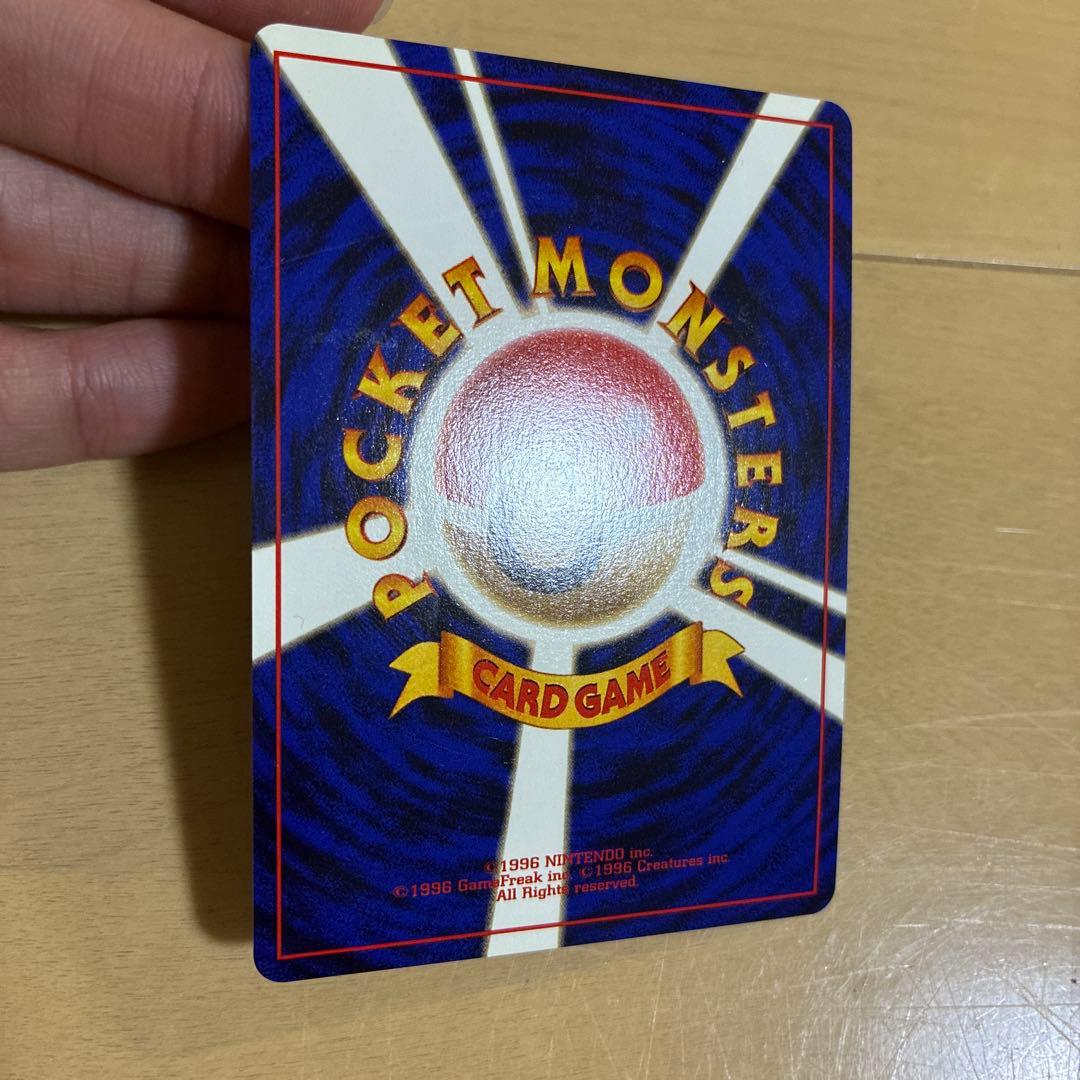 POCKET MONSTERS
CARD GAME
©1996 NINTENDO inc.
©1996 GameFreak inc. ©1996 Creatures inc.
All Rights reserved.